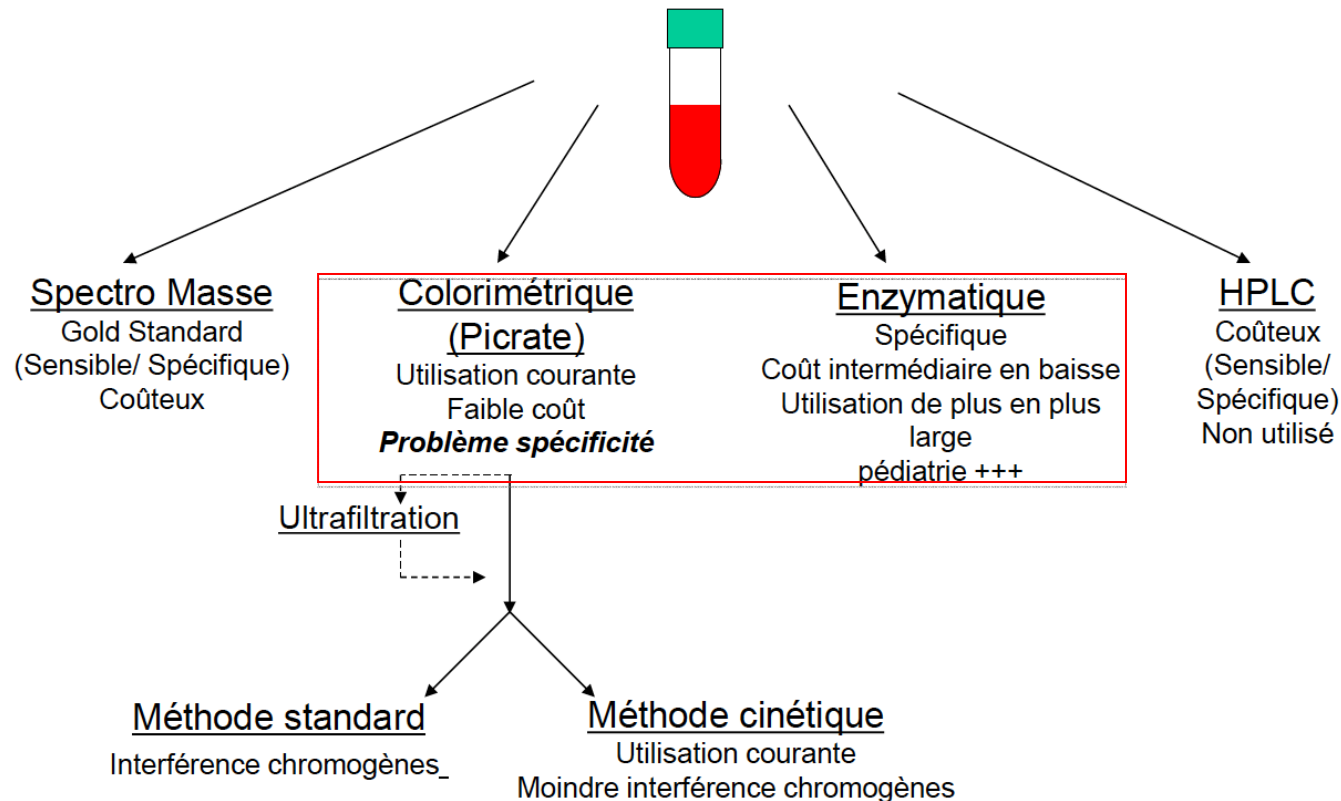 Spectro Masse
Gold Standard
(Sensible/ Spécifique)
Coûteux
Colorimétrique
(Picrate)
Utilisation courante
Faible coût
Problème spécificité
Enzymatique
Spécifique
Coût intermédiaire en baisse
Utilisation de plus en plus
large
pédiatrie +++
HPLC
Coûteux
(Sensible/
Spécifique)
Non utilisé
Ultrafiltration
Méthode standard
Interférence chromogènes
Méthode cinétique
Utilisation courante
Moindre interférence chromogènes